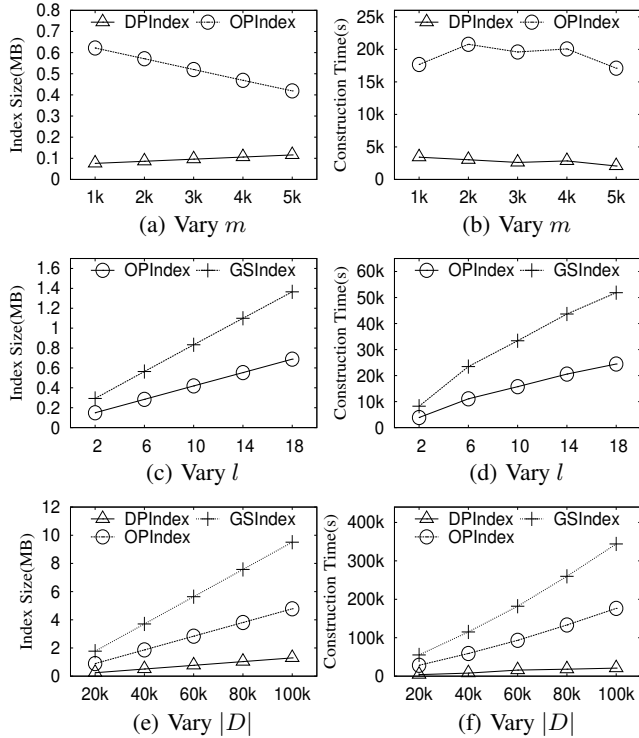 DPIndex OPIndex
Index Size(MB)
0.8
0.7
0.6
0.5
0.4
0.3
0.2
0.1
0
1k 2k 3k 4k 5k
(a) Vary m
DPIndex OPIndex
Construction Time(s)
25k
20k
15k
10k
5k
0
1k 2k 3k 4k 5k
(b) Vary m
OPIndex GSIndex
Index Size(MB)
1.6
1.4
1.2
1
0.8
0.6
0.4
0.2
0
2 6 10 14 18
(c) Vary l
OPIndex GSIndex
Construction Time(s)
60k
50k
40k
30k
20k
10k
0
2 6 10 14 18
(d) Vary l
DPIndex GSIndex
OPIndex
Index Size(MB)
12
10
8
6
4
2
0
20k 40k 60k 80k 100k
(e) Vary |D|
DPIndex GSIndex
OPIndex
Construction Time(s)
400k
300k
200k
100k
0
20k 40k 60k 80k 100k
(f) Vary |D|